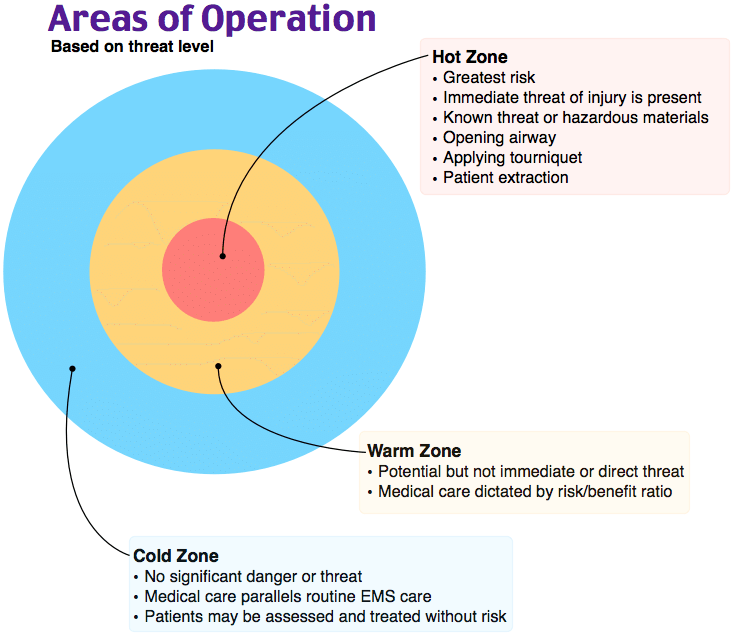 Areas of Operation
Based on threat level
Hot Zone
• Greatest risk
• Immediate threat of injury is present
• Known threat or hazardous materials
• Opening airway
• Applying tourniquet
• Patient extraction
Warm Zone
• Potential but not immediate or direct threat
• Medical care dictated by risk/benefit ratio
Cold Zone
• No significant danger or threat
• Medical care parallels routine EMS care
• Patients may be assessed and treated without risk